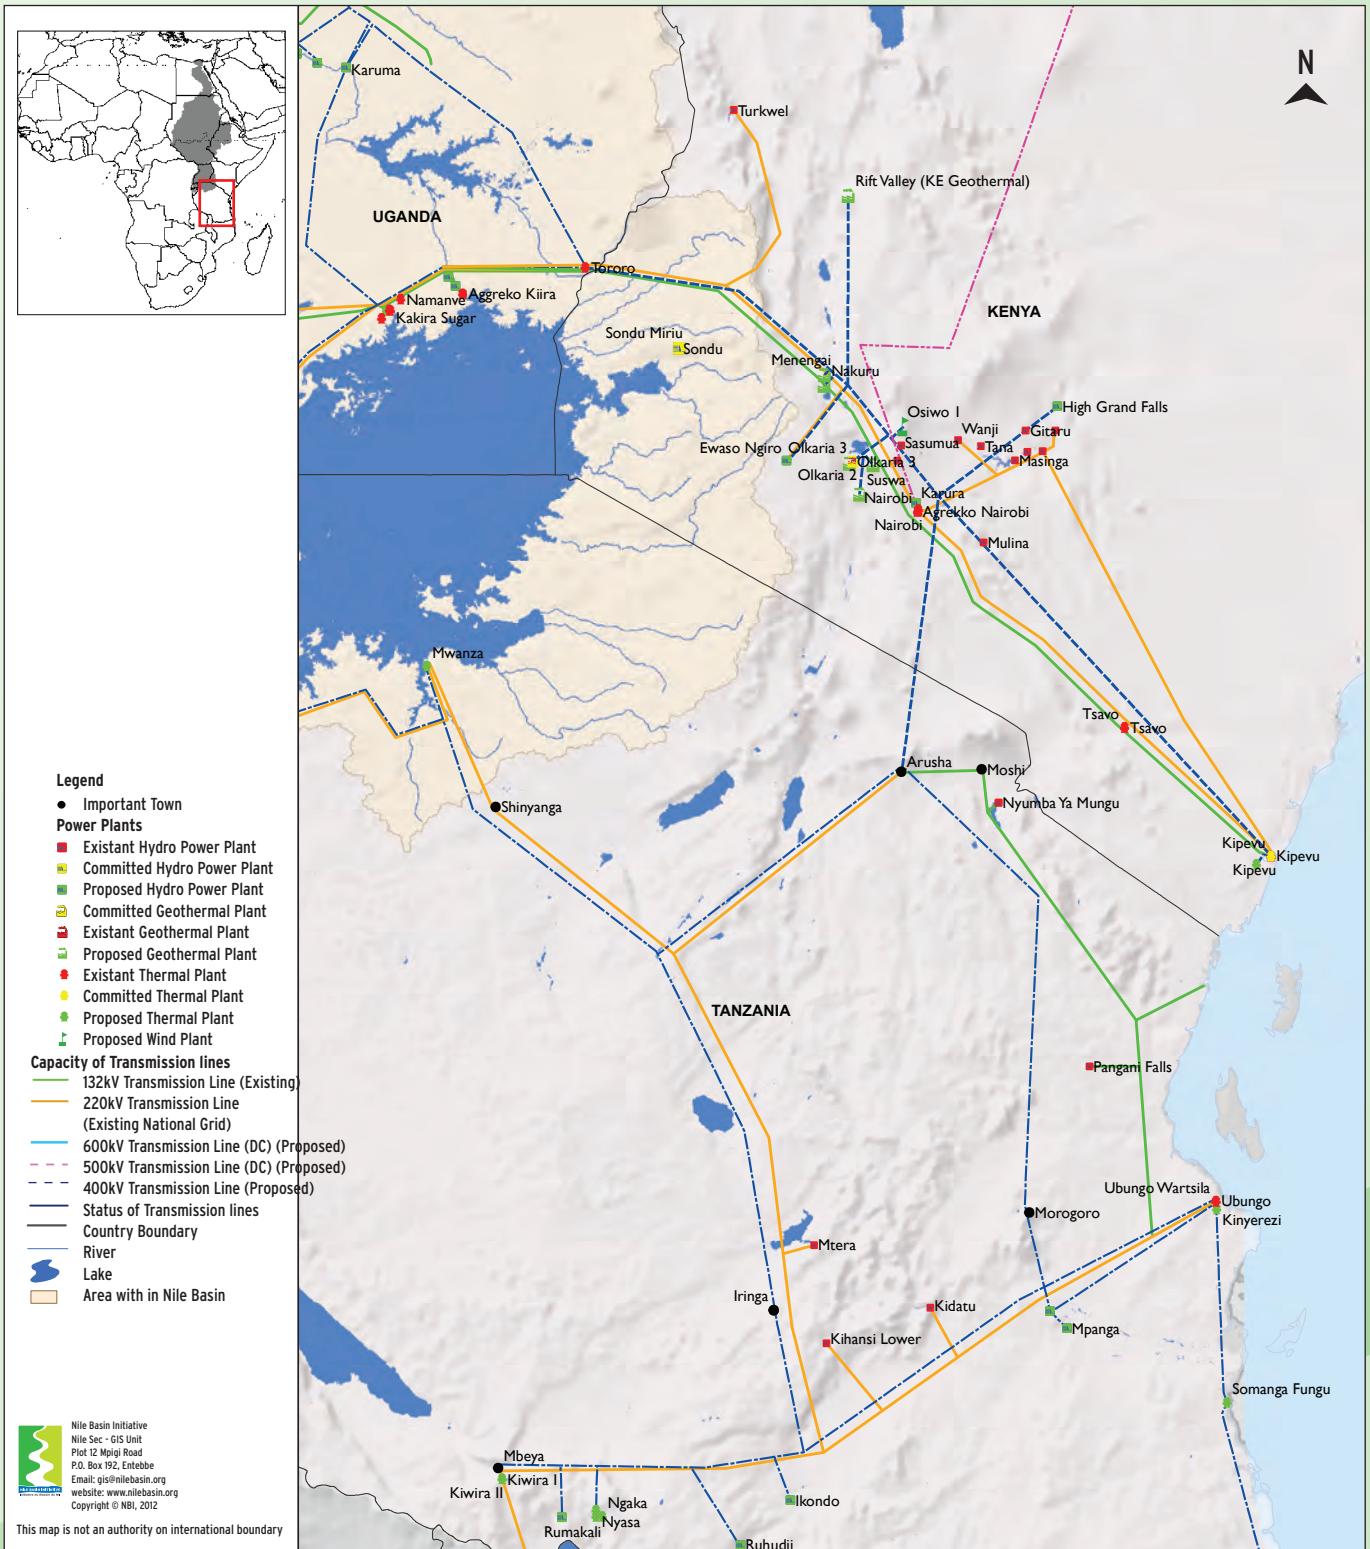 N
Karuma
Turkwel
Rift Valley (KE Geothermal)
UGANDA
Tororo
Namanve
Aggreko Kiira
Kakira Sugar
KENYA
Sondu Miriu
Sondu
Menengai
Nakuru
High Grand Falls
Osiwo 1
Wanji
Gitaru
Sasumua
Tana
Ewaso Ngiro
Olkaria 3
Olkaria 3
Masinga
Olkaria 2
Suswa
Nairobi
Karura
Agrekko Nairobi
Nairobi
Mulina
Mwanza
Tsavo
Tsavo
Arusha
Moshi
Shinyanga
Nyumba Ya Mungu
Kipevu
Kipevu
Kipevu
TANZANIA
Pangani Falls
Ubungo Wartsila
Ubungo
Kinyerezi
Morogoro
Mtera
Iringa
Kidatu
Mpanga
Kihansi Lower
Somanga Fungu
Mbeya
Kiwira I
Kiwira II
Ngaka
Nyasa
Ikondo
Rumakali
Ruhudji
Legend
Important Town
Power Plants
Existant Hydro Power Plant
Committed Hydro Power Plant
Proposed Hydro Power Plant
Committed Geothermal Plant
Existant Geothermal Plant
Proposed Geothermal Plant
Existant Thermal Plant
Committed Thermal Plant
Proposed Thermal Plant
Proposed Wind Plant
Capacity of Transmission lines
132kV Transmission Line (Existing)
220kV Transmission Line
(Existing National Grid)
600kV Transmission Line (DC) (Proposed)
500kV Transmission Line (DC) (Proposed)
400kV Transmission Line (Proposed)
Status of Transmission lines
Country Boundary
River
Lake
Area with in Nile Basin
Nile Basin Initiative
Nile Sec - GIS Unit
Plot 12 Mpigi Road
P.O. Box 192, Entebbe
Email: gis@nilebasin.org
website: www.nilebasin.org
Copyright © NBI, 2012
This map is not an authority on international boundary